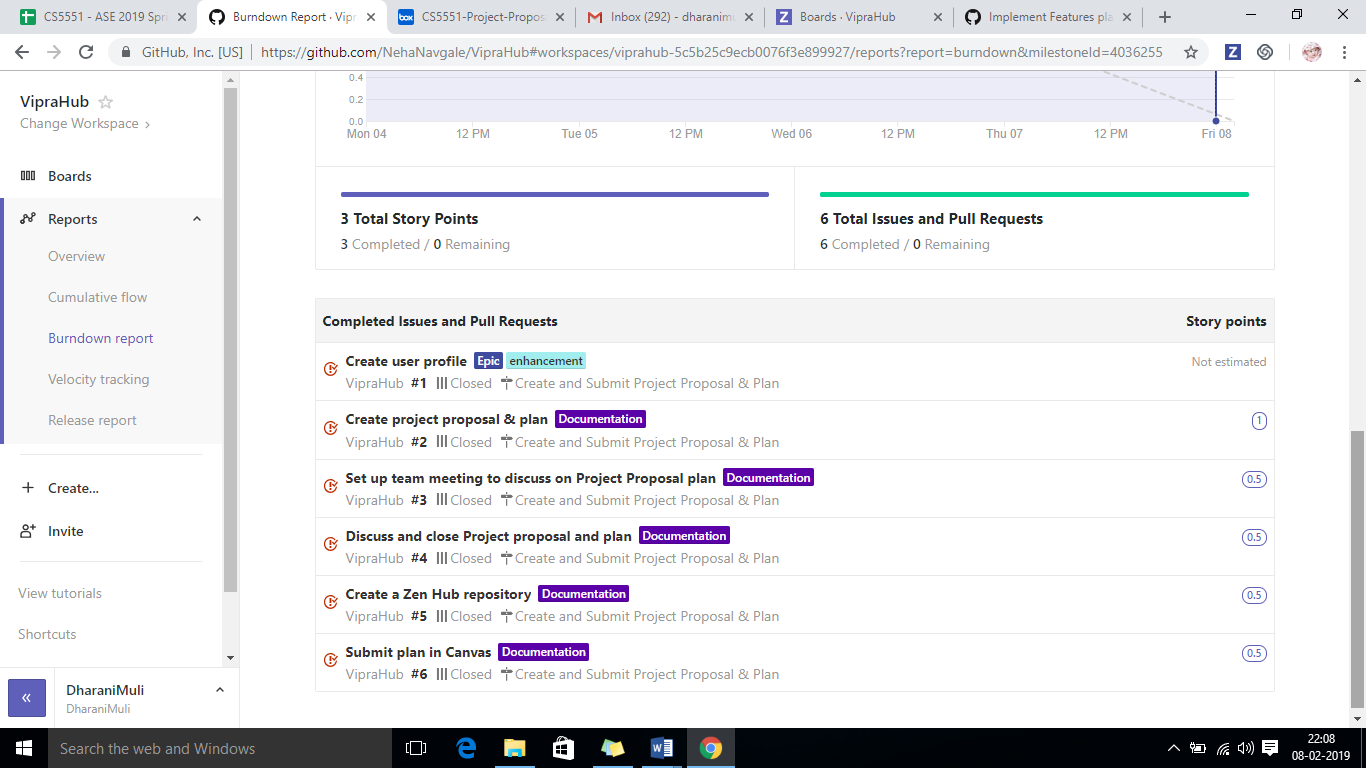 CS5551 - ASE 2019 Spri
Burndown Report · Vipr
box
CS5551-Project-Propos
Inbox (292) - dharanimu
Z
Boards · VipraHub
Implement Features pla
GitHub, Inc. [US]
https://github.com/NehaNavgale/VipraHub#workspaces/viprahub-5c5b25c9ecb0076f3e899927/reports?report=burndown&milestoneId=4036255
Z
VipraHub
Change Workspace
Boards
Reports
Overview
Cumulative flow
Burndown report
Velocity tracking
Release report
Create...
Invite
View tutorials
Shortcuts
«
DharaniMuli
DharaniMuli
0.4
0.2
0.0
Mon 04
12 PM
Tue 05
12 PM
Wed 06
12 PM
Thu 07
12 PM
Fri 08
3 Total Story Points
3 Completed / 0 Remaining
6 Total Issues and Pull Requests
6 Completed / 0 Remaining
Completed Issues and Pull Requests
Story points
Create user profile Epic enhancement
Not estimated
VipraHub #1 Closed Create and Submit Project Proposal & Plan
Create project proposal & plan Documentation
1
VipraHub #2 Closed Create and Submit Project Proposal & Plan
Set up team meeting to discuss on Project Proposal plan Documentation
0.5
VipraHub #3 Closed Create and Submit Project Proposal & Plan
Discuss and close Project proposal and plan Documentation
0.5
VipraHub #4 Closed Create and Submit Project Proposal & Plan
Create a Zen Hub repository Documentation
0.5
VipraHub #5 Closed Create and Submit Project Proposal & Plan
Submit plan in Canvas Documentation
0.5
VipraHub #6 Closed Create and Submit Project Proposal & Plan
Search the web and Windows
22:08
08-02-2019